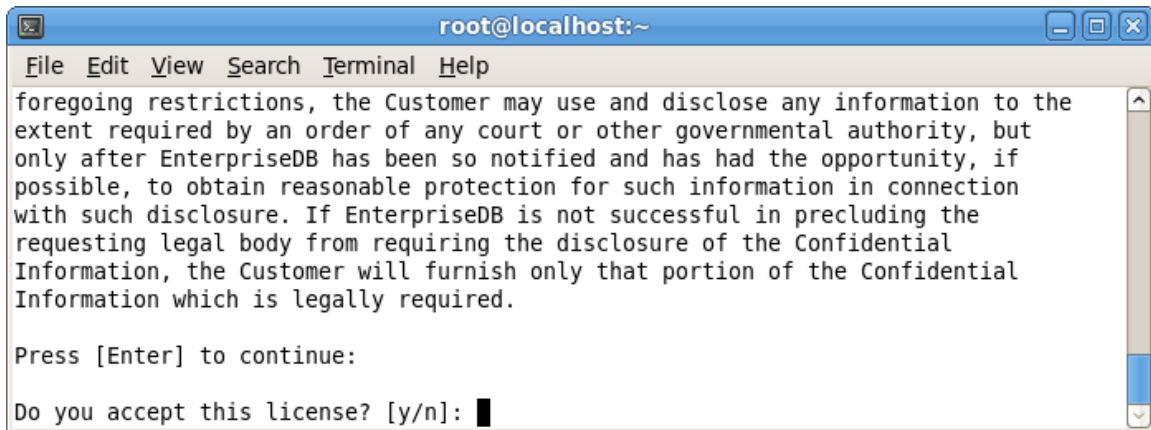 root@localhost:~
File Edit View Search Terminal Help
foregoing restrictions, the Customer may use and disclose any information to the
extent required by an order of any court or other governmental authority, but
only after EnterpriseDB has been so notified and has had the opportunity, if
possible, to obtain reasonable protection for such information in connection
with such disclosure. If EnterpriseDB is not successful in precluding the
requesting legal body from requiring the disclosure of the Confidential
Information, the Customer will furnish only that portion of the Confidential
Information which is legally required.
Press [Enter] to continue:
Do you accept this license? [y/n]: